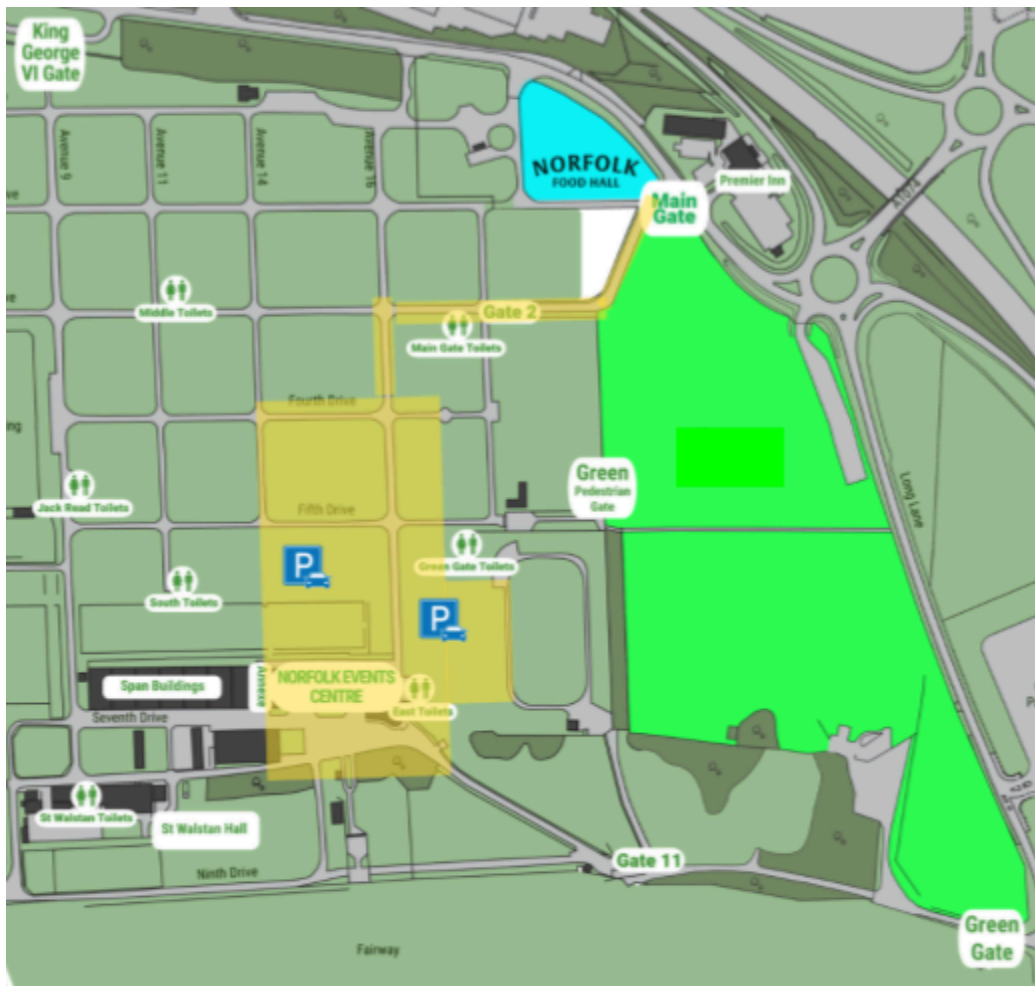 King
George
VI Gate
Avenue 9
Avenue 11
Avenue 14
Avenue 16
NORFOLK
FOOD HALL
Premier Inn
A1074
Main
Gate
ve
Middle Toilets
ve
Gate 2
Main Gate Toilets
Fourth Drive
ng
Green
Pedestrian
Gate
Jack Read Toilets
Long Lane
Fifth Drive
P
Green Gate Toilets
South Toilets
P
Span Buildings
Annexe
NORFOLK EVENTS
CENTRE
East Toilets
Seventh Drive
St Walstan Toilets
St Walstan Hall
Gate 11
Ninth Drive
Green
Gate
Fairway